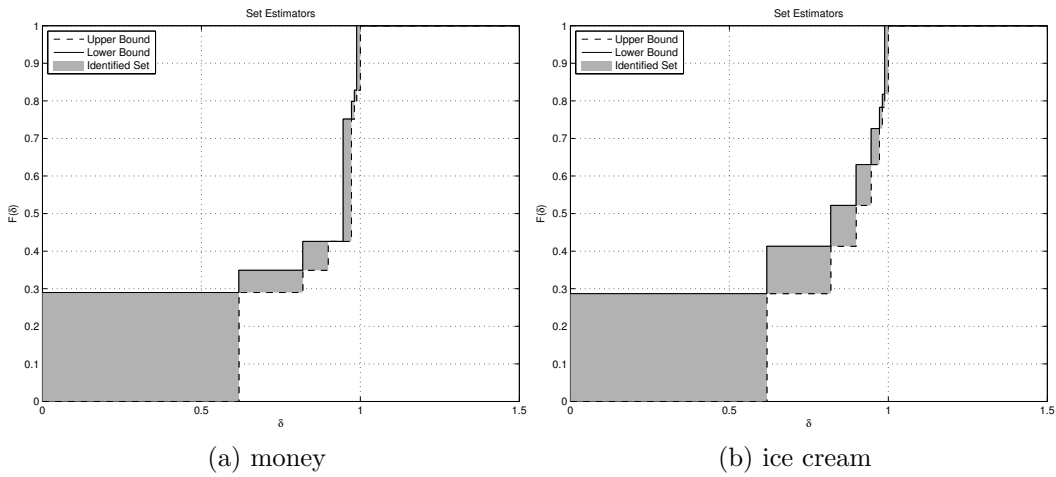 Set Estimators
Upper Bound
Lower Bound
Identified Set
1
0.9
0.8
0.7
0.6
0.5
0.4
0.3
0.2
0.1
0
F(δ)
0
0.5
1
1.5
δ
(a) money
Set Estimators
Upper Bound
Lower Bound
Identified Set
1
0.9
0.8
0.7
0.6
0.5
0.4
0.3
0.2
0.1
0
F(δ)
0
0.5
1
1.5
δ
(b) ice cream